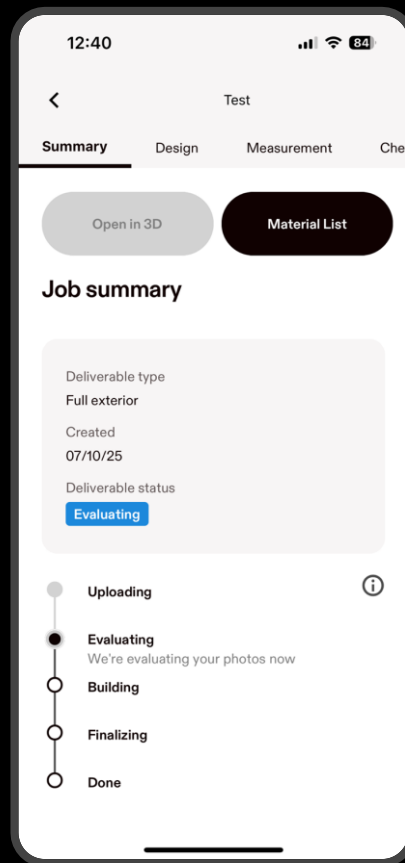 12:40
84
Test
Summary Design Measurement Che
Open in 3D Material List
Job summary
Deliverable type
Full exterior
Created
07/10/25
Deliverable status
Evaluating
Uploading
Evaluating
We're evaluating your photos now
Building
Finalizing
Done